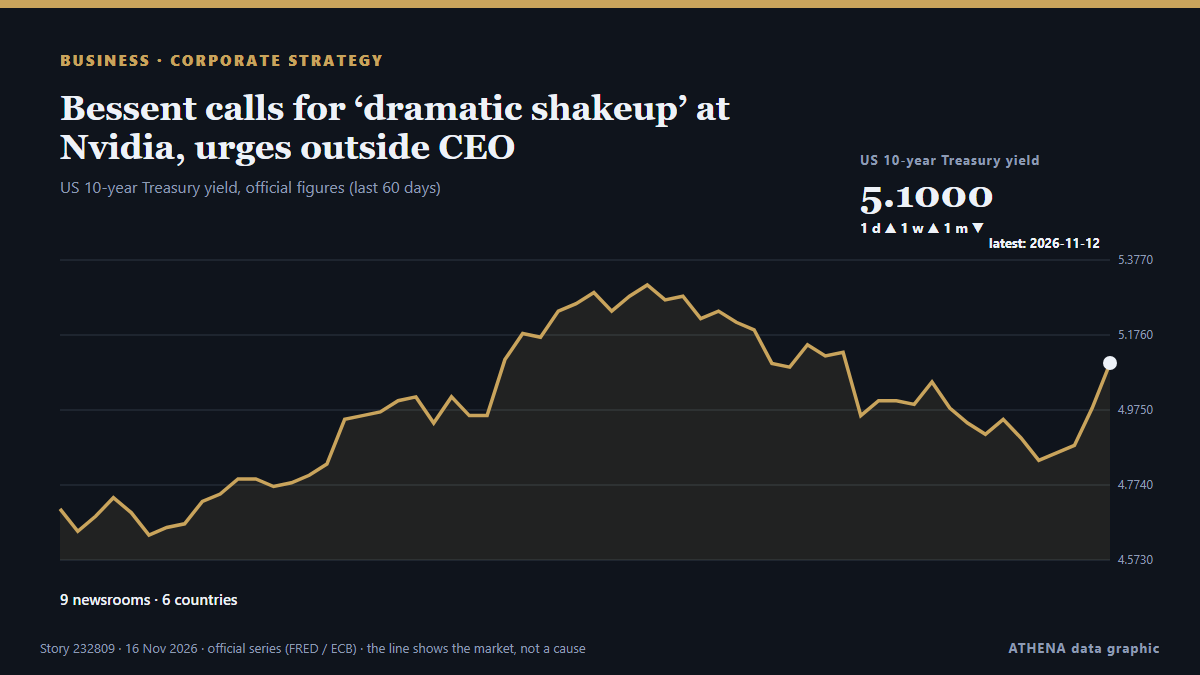 BUSINESS · CORPORATE STRATEGY
Bessent calls for ‘dramatic shakeup’ at
Nvidia, urges outside CEO
US 10-year Treasury yield, official figures (last 60 days)
US 10-year Treasury yield
5.1000
1 d ▲ 1 w ▲ 1 m ▼
latest: 2026-11-12
5.3770
5.1760
4.9750
4.7740
4.5730
9 newsrooms · 6 countries
Story 232809 · 16 Nov 2026 · official series (FRED / ECB) · the line shows the market, not a cause
ATHENA data graphic